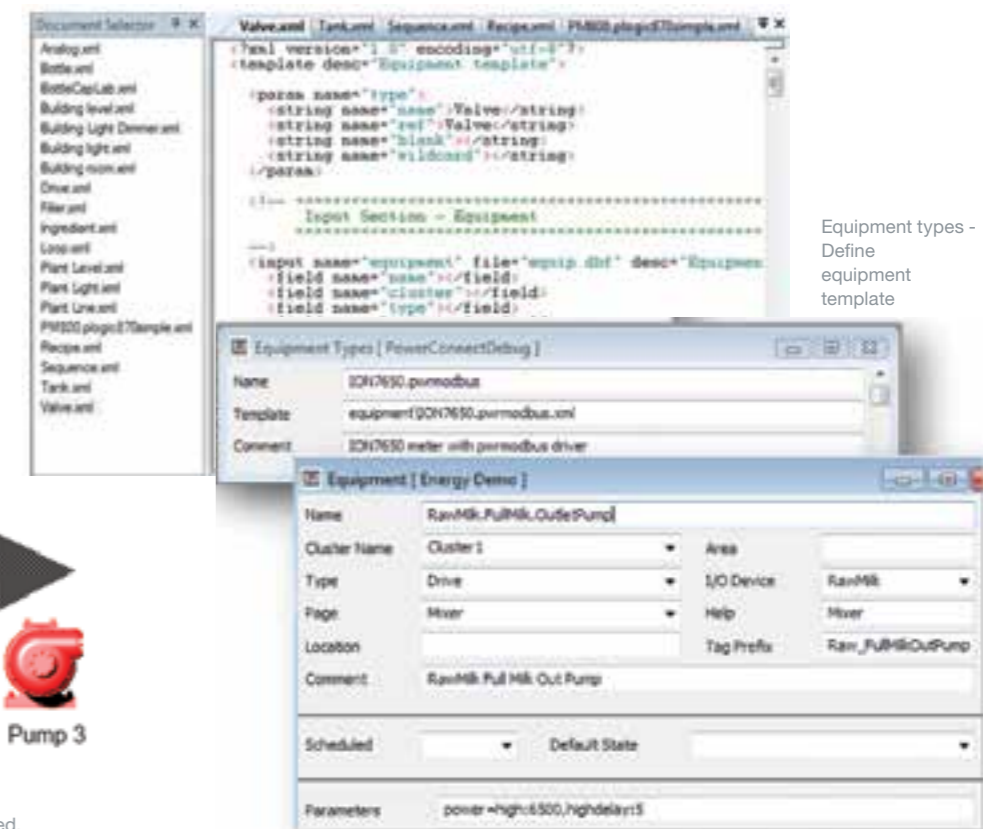 Document Selector
Analog.xml
Bottle.xml
BottleCapLab.xml
Building level.xml
Building Light Dimmer.xml
Building light.xml
Building room.xml
Drive.xml
Filler.xml
Ingredient.xml
Loop.xml
Plant Level.xml
Plant Light.xml
Plant Line.xml
Recipe.xml
Sequence.xml
Tank.xml
Valve.xml
Valve.xml Tank.xml Sequence.xml Recipe.xml
<?xml version="1.0" encoding="utf-8"?>
<template desc="Equipment template">
<param name="type">
<string name="name">Valve</string>
<string name="ref">Valve</string>
<string name="blank"></string>
<string name="wildcard"></string>
</param>
Input Section - Equipment
<input name="equipment" file="equip.dbf" desc="Equipmen
<field name="name"></field>
<field name="cluster"></field>
<field name="type"></field>
Equipment types -
Define
equipment
template
Equipment Types [ PowerConnectDebug ]
Name ION7650.pwrmodbus
Template equipment\ION7650.pwrmodbus.xml
Comment ION7650 meter with pwrmodbus driver
Equipment [ Energy Demo ]
Name RawMilk.FullMilk.OutletPump
Cluster Name Cluster1 Area
Type Drive I/O Device RawMilk
Page Mixer Help Mixer
Location Tag Prefix Raw_FullMilkOutPump
Comment RawMilk Full Milk Out Pump
Scheduled Default State
Parameters power=high:6500,highdelay:5
Pump 3
ed